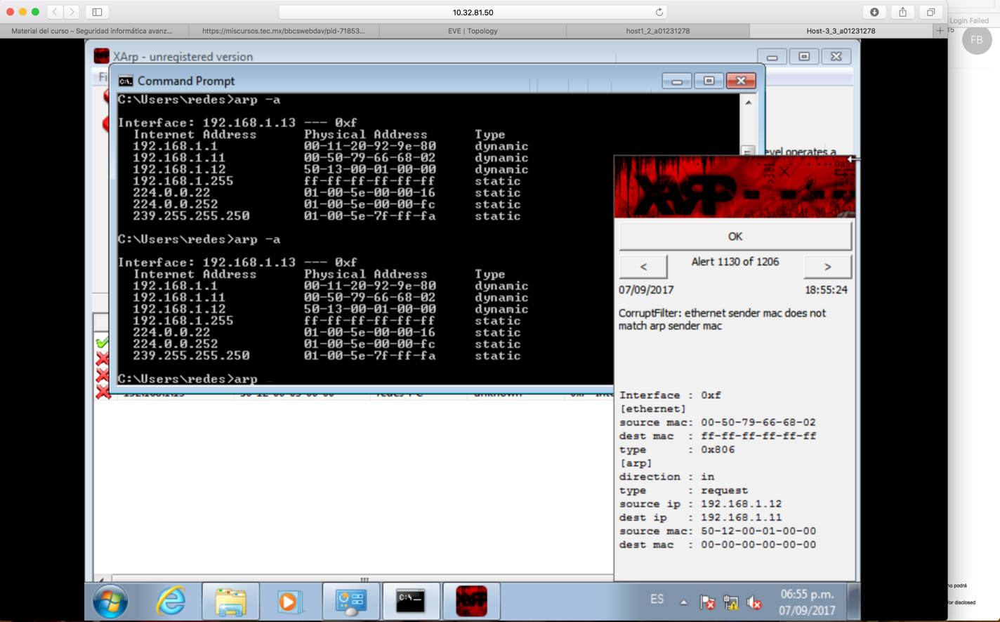 10.32.81.50
Login Failed
Material del curso – Seguridad informática avanz...
https://miscursos.tec.mx/bbcswebdav/pid-71853...
EVE | Topology
host1_2_a01231278
Host-3_3_a01231278
+
15
FB
XArp - unregistered version
Fi
Command Prompt
C:\Users\redes>arp -a
Interface: 192.168.1.13 --- 0xf
Internet Address Physical Address Type
192.168.1.1 00-11-20-92-9e-80 dynamic
192.168.1.11 00-50-79-66-68-02 dynamic
192.168.1.12 50-13-00-01-00-00 dynamic
192.168.1.255 ff-ff-ff-ff-ff-ff static
224.0.0.22 01-00-5e-00-00-16 static
224.0.0.252 01-00-5e-00-00-fc static
239.255.255.250 01-00-5e-7f-ff-fa static
C:\Users\redes>arp -a
Interface: 192.168.1.13 --- 0xf
Internet Address Physical Address Type
192.168.1.1 00-11-20-92-9e-80 dynamic
192.168.1.11 00-50-79-66-68-02 dynamic
192.168.1.12 50-13-00-01-00-00 dynamic
192.168.1.255 ff-ff-ff-ff-ff-ff static
224.0.0.22 01-00-5e-00-00-16 static
224.0.0.252 01-00-5e-00-00-fc static
239.255.255.250 01-00-5e-7f-ff-fa static
C:\Users\redes>arp _
evel operates a
XARP
OK
< Alert 1130 of 1206 >
07/09/2017 18:55:24
CorruptFilter: ethernet sender mac does not
match arp sender mac
Interface : 0xf
[ethernet]
source mac: 00-50-79-66-68-02
dest mac : ff-ff-ff-ff-ff-ff
type : 0x806
[arp]
direction : in
type : request
source ip : 192.168.1.12
dest ip : 192.168.1.11
source mac: 50-12-00-01-00-00
dest mac : 00-00-00-00-00-00
no podrá
/or disclosed
ES
06:55 p.m.
07/09/2017